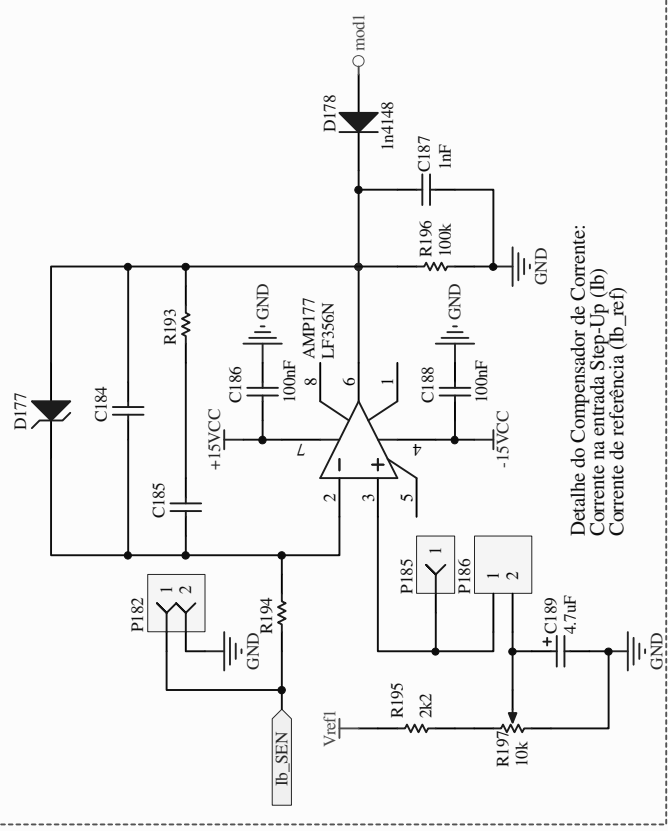 D177
C184
C185
R193
P182
1
2
GND
R194
Ib_SEN
+15VCC
C186
100nF
GND
7
8
AMP177
LF356N
6
2
3
5
1
4
C188
100nF
GND
-15VCC
D178
1n4148
mod1
C187
1nF
R196
100k
GND
P185
1
P186
1
2
Vref1
R195
2k2
R197
10k
+
C189
4.7uF
GND
Detalhe do Compensador de Corrente:
Corrente na entrada Step-Up (Ib)
Corrente de referência (Ib_ref)